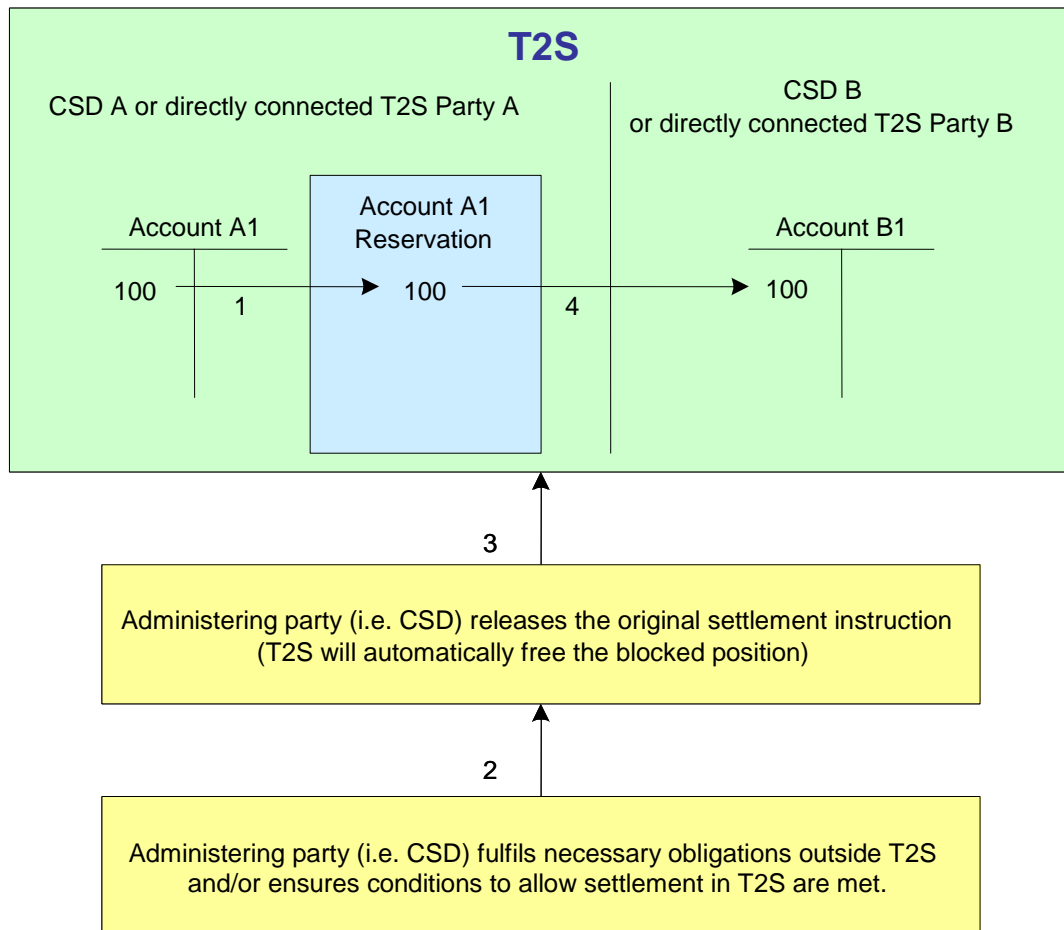 T2S
CSD A or directly connected T2S Party A
CSD B
or directly connected T2S Party B
Account A1
Account A1
Reservation
Account B1
100
1
100
4
100
3
Administering party (i.e. CSD) releases the original settlement instruction
(T2S will automatically free the blocked position)
2
Administering party (i.e. CSD) fulfils necessary obligations outside T2S
and/or ensures conditions to allow settlement in T2S are met.